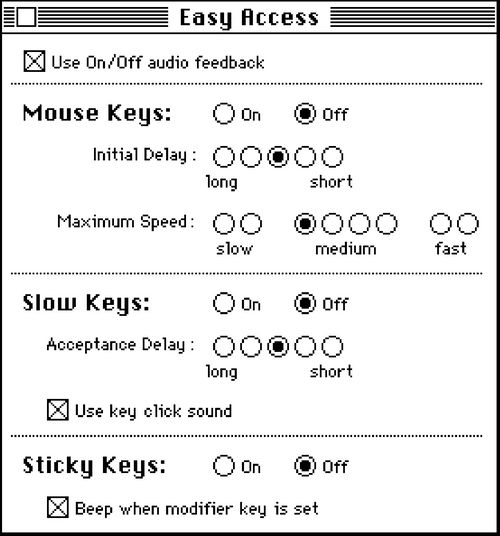 Easy Access
Use On/Off audio feedback
Mouse Keys: On Off
Initial Delay :
long short
Maximum Speed :
slow medium fast
Slow Keys: On Off
Acceptance Delay :
long short
Use key click sound
Sticky Keys: On Off
Beep when modifier key is set